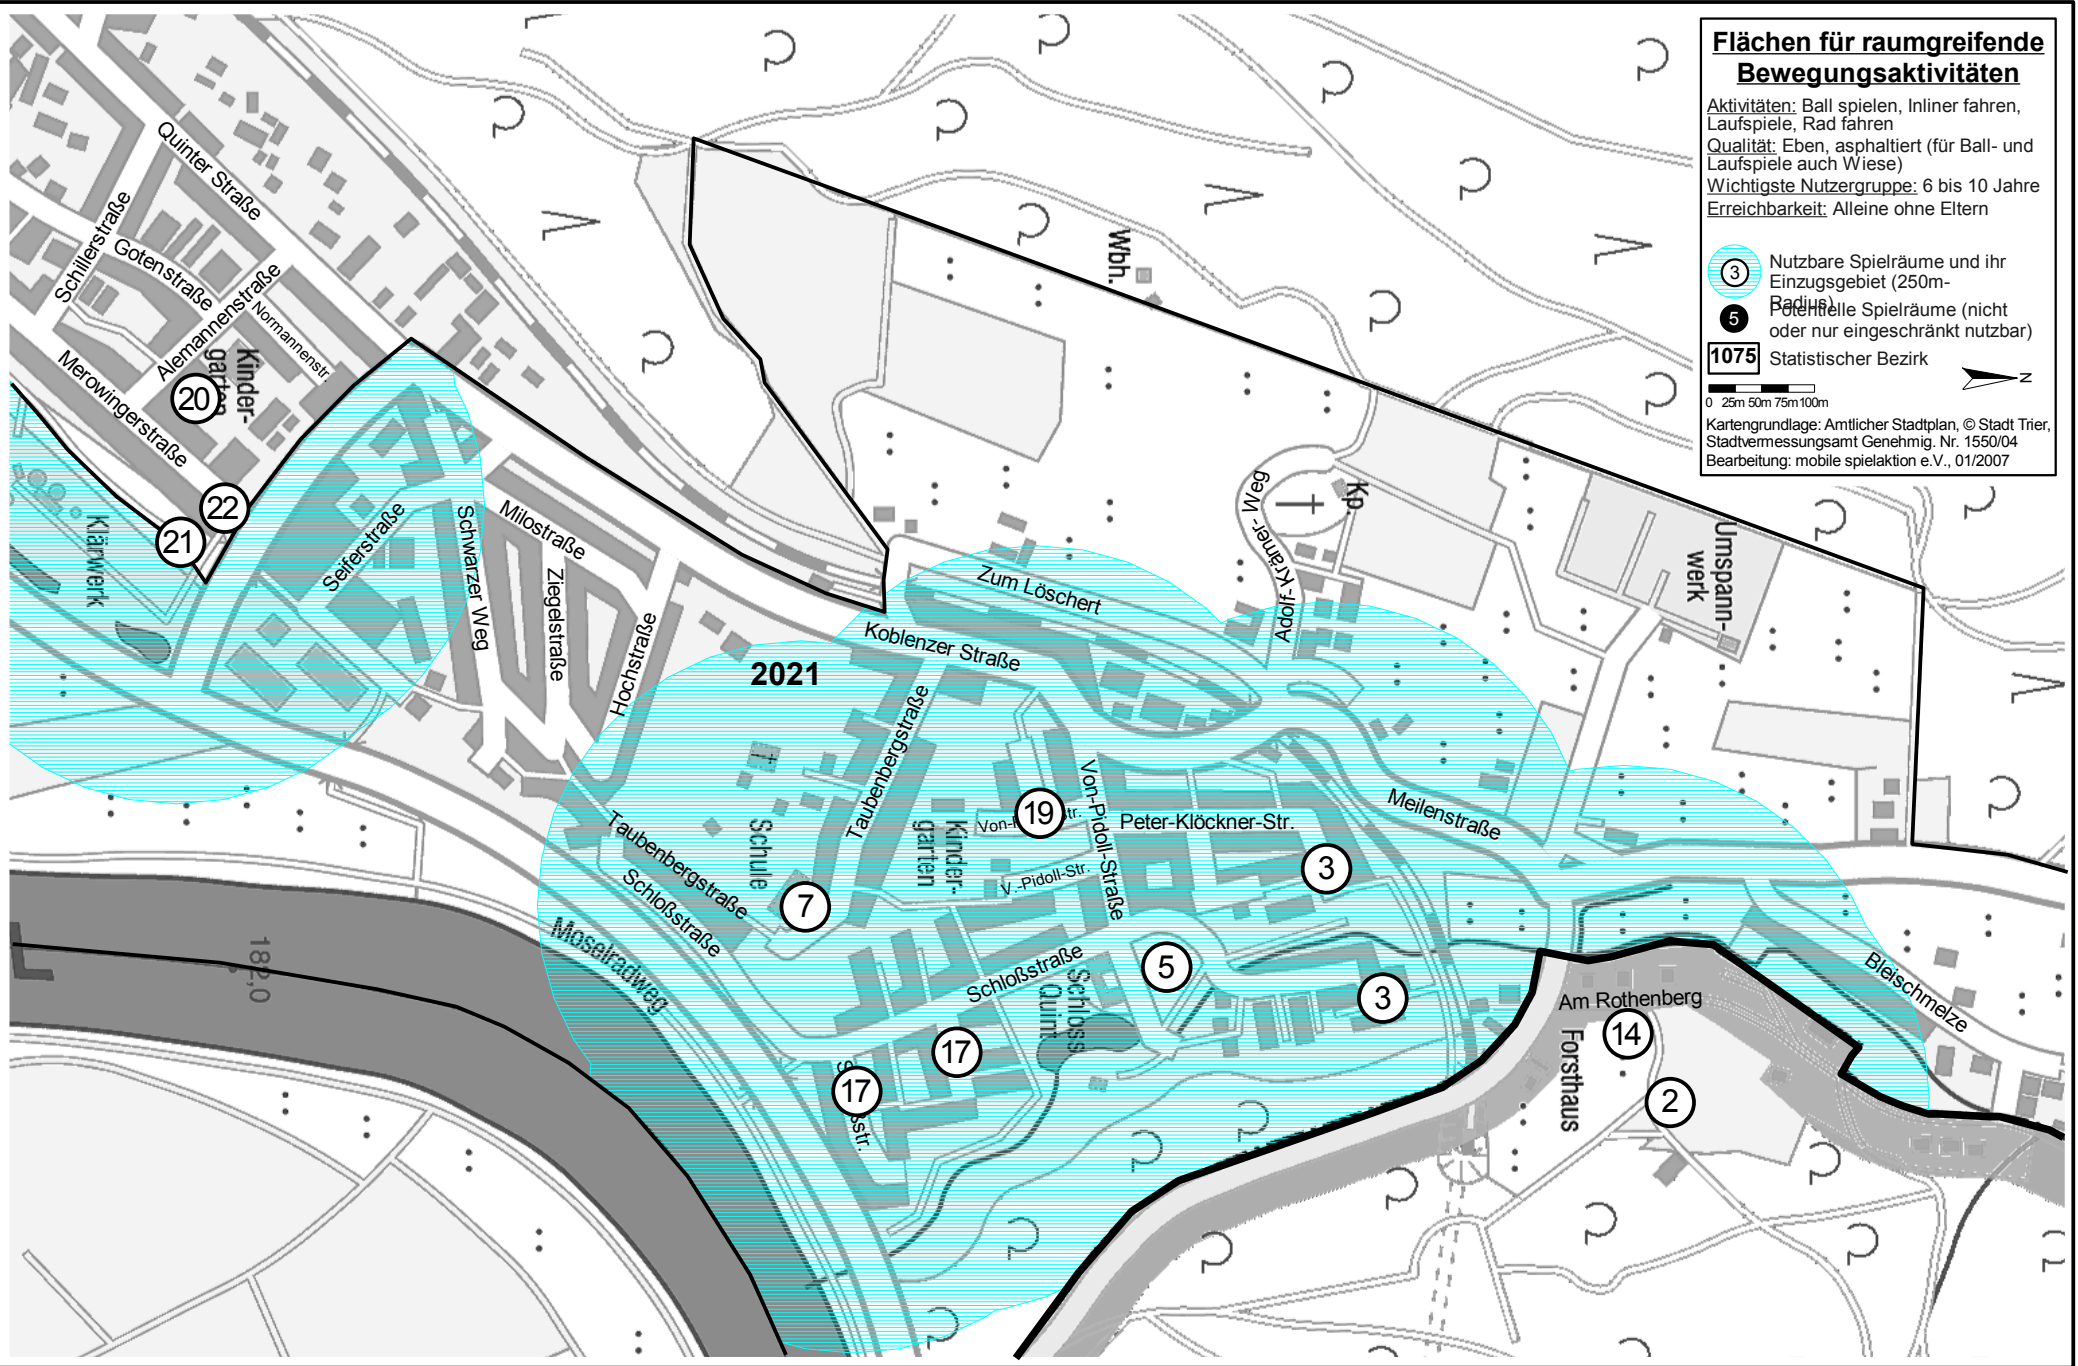 Flächen für raumgreifende
Bewegungsaktivitäten
Aktivitäten: Ball spielen, Inliner fahren,
Laufspiele, Rad fahren
Qualität: Eben, asphaltiert (für Ball- und
Laufspiele auch Wiese)
Wichtigste Nutzergruppe: 6 bis 10 Jahre
Erreichbarkeit: Alleine ohne Eltern
3
Nutzbare Spielräume und ihr
Einzugsgebiet (250m-
Radius)
5
Potentielle Spielräume (nicht
oder nur eingeschränkt nutzbar)
1075 Statistischer Bezirk
N
0 25m 50m 75m 100m
Kartengrundlage: Amtlicher Stadtplan, © Stadt Trier,
Stadtvermessungsamt Genehmig. Nr. 1550/04
Bearbeitung: mobile spielaktion e.V., 01/2007
Quinter Straße
Schillerstraße
Gotenstraße
Alemannenstraße
Normannenstr.
Merowingerstraße
Kinder-
garten
20
22
21
Klärwerk
Seiferstraße
Schwarzer Weg
Milostraße
Ziegelstraße
Hochstraße
Wbh.
Kp.
Adolf-Krämer-Weg
Umspann-
werk
Zum Löschert
Koblenzer Straße
2021
Taubenbergstraße
Schule
Kinder-
garten
19
Von-Pidoll-Straße
V.-Pidoll-Str.
Peter-Klöckner-Str.
Meilenstraße
3
7
Taubenbergstraße
Schloßstraße
Moselradweg
Schloßstraße
Schloss
Quint
5
3
17
17
182,0
Am Rothenberg
14
Forsthaus
2
Bleischmelze